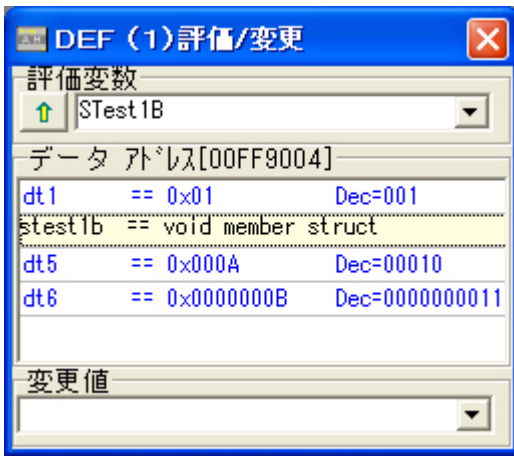 DEF (1)評価/変更
評価変数
STest1B
データ ｱﾄﾞﾚｽ[00FF9004]
dt1 == 0x01 Dec=001
stest1b == void member struct
dt5 == 0x000A Dec=00010
dt6 == 0x0000000B Dec=0000000011
変更値